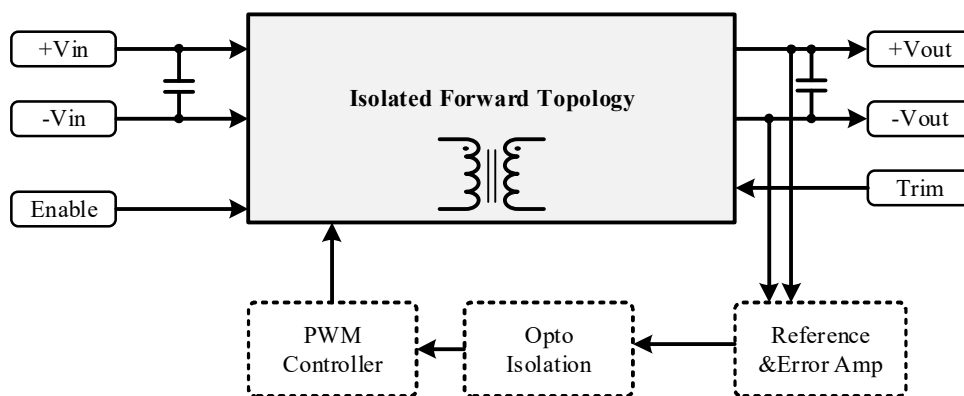 +Vin
+Vout
Isolated Forward Topology
-Vin
-Vout
Enable
Trim
PWM
Controller
Opto
Isolation
Reference
&Error Amp